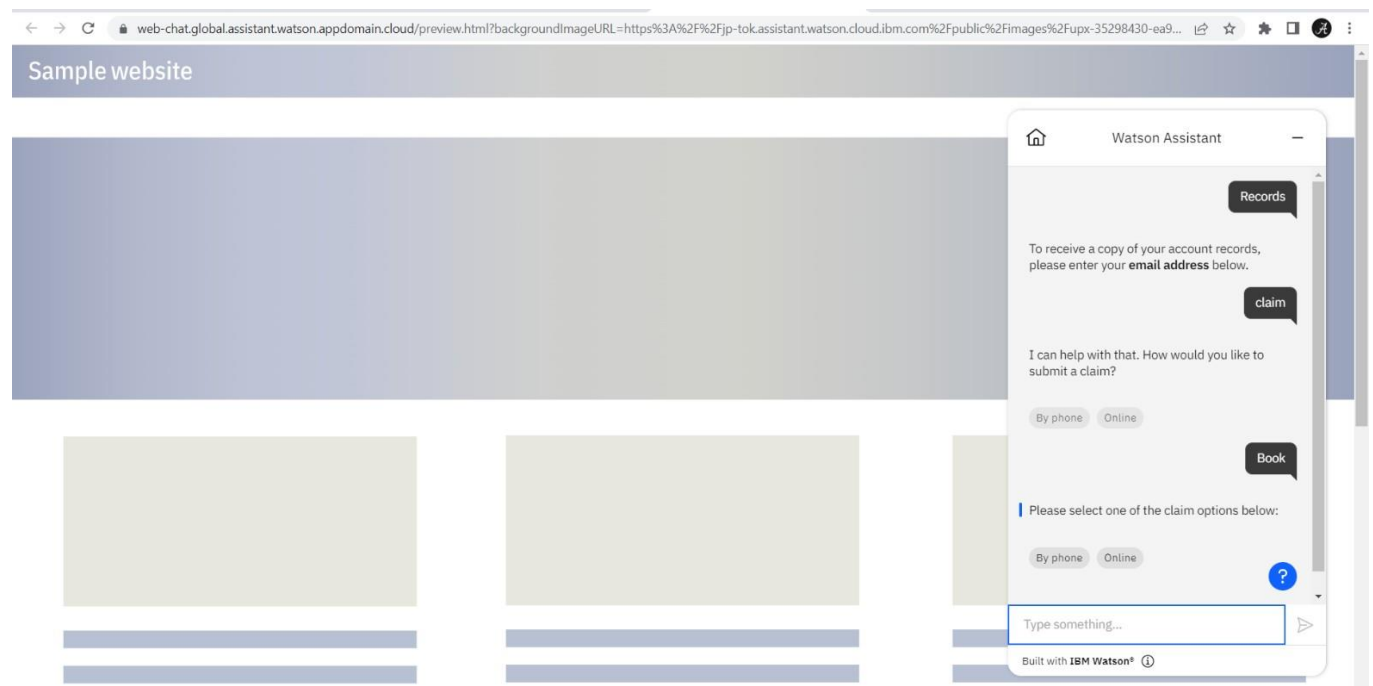 web-chat.global.assistant.watson.appdomain.cloud/preview.html?backgroundImageURL=https%3A%2F%2Fjp-tok.assistant.watson.cloud.ibm.com%2Fpublic%2Fimages%2Fupx-35298430-ea9...
Sample website
Watson Assistant
Records
To receive a copy of your account records,
please enter your email address below.
claim
I can help with that. How would you like to
submit a claim?
By phone Online
Book
Please select one of the claim options below:
By phone Online
?
Type something...
Built with IBM Watson®